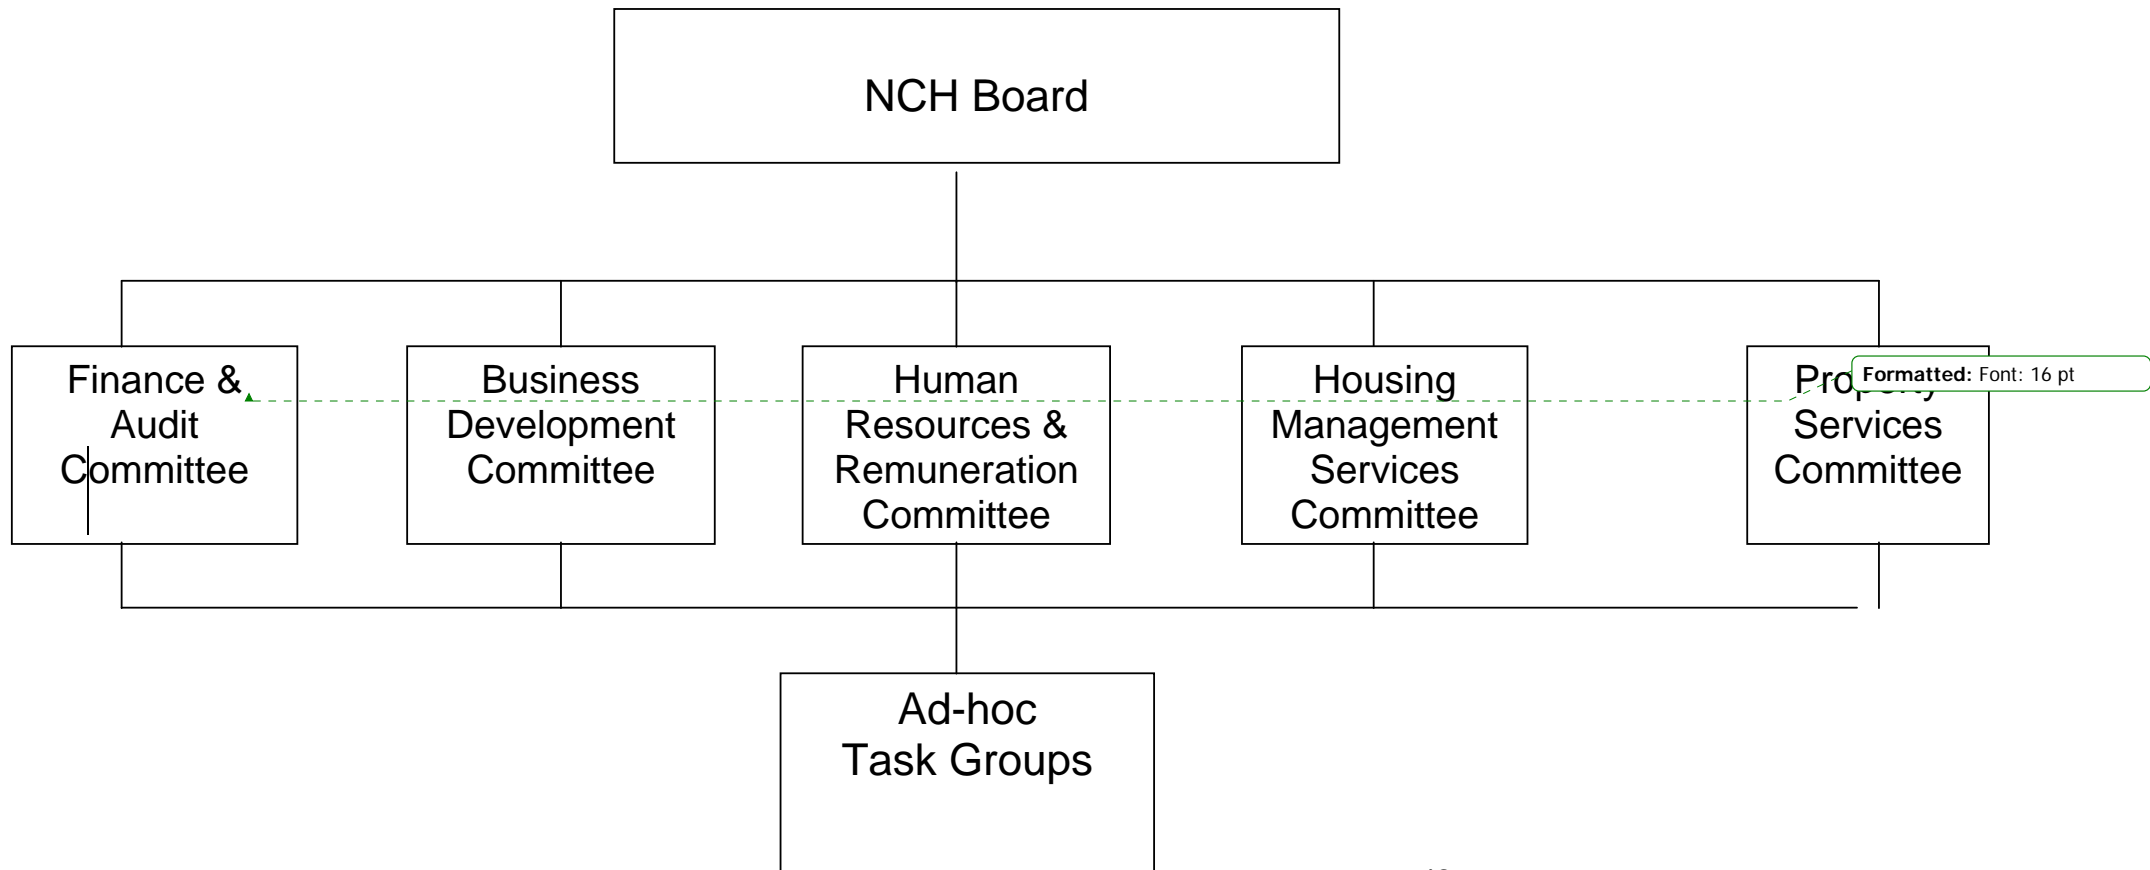 NCH Board
Finance &
Audit
Committee
Business
Development
Committee
Human
Resources &
Remuneration
Committee
Housing
Management
Services
Committee
Property
Services
Committee
Formatted: Font: 16 pt
Ad-hoc
Task Groups